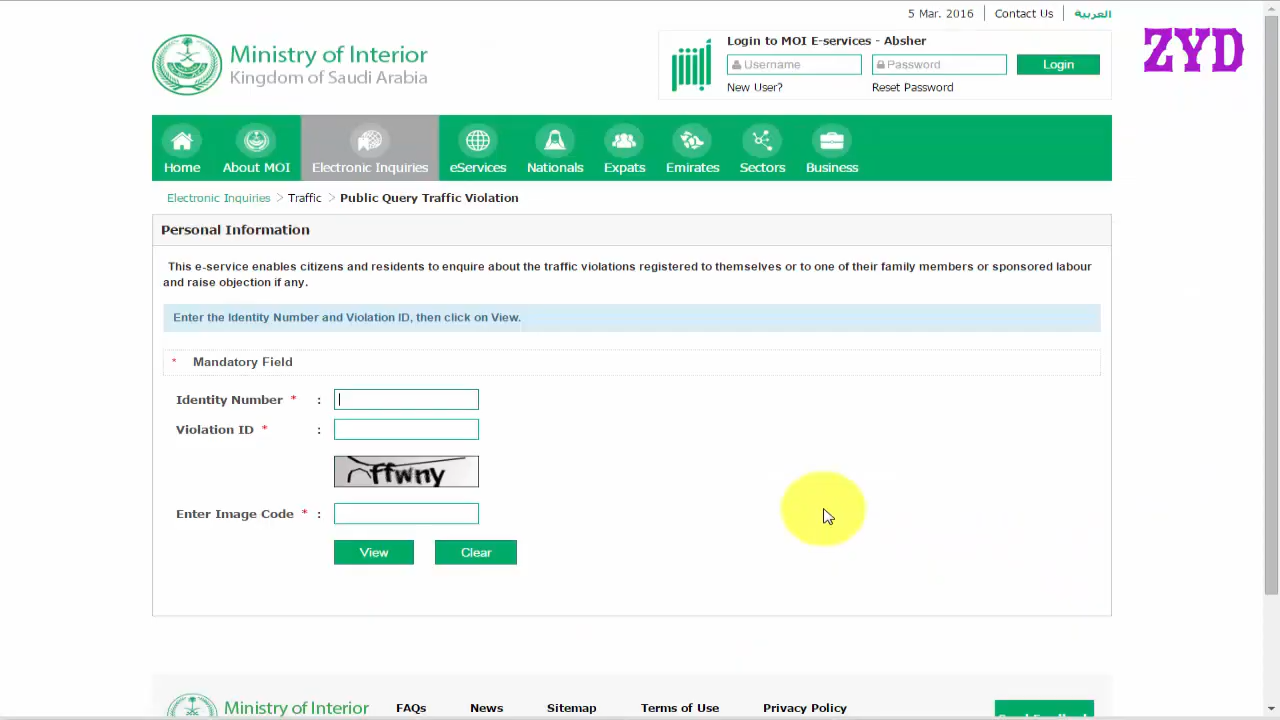 5 Mar. 2016 Contact Us العربية
ZYD
Ministry of Interior
Kingdom of Saudi Arabia
Login to MOI E-services - Absher
Username Password Login
New User? Reset Password
أبشر
Home About MOI Electronic Inquiries eServices Nationals Expats Emirates Sectors Business
Electronic Inquiries > Traffic > Public Query Traffic Violation
Personal Information
This e-service enables citizens and residents to enquire about the traffic violations registered to themselves or to one of their family members or sponsored labour
and raise objection if any.
Enter the Identity Number and Violation ID, then click on View.
* Mandatory Field
Identity Number * :
Violation ID * :
ffwny
Enter Image Code * :
View Clear
Ministry of Interior FAQs News Sitemap Terms of Use Privacy Policy